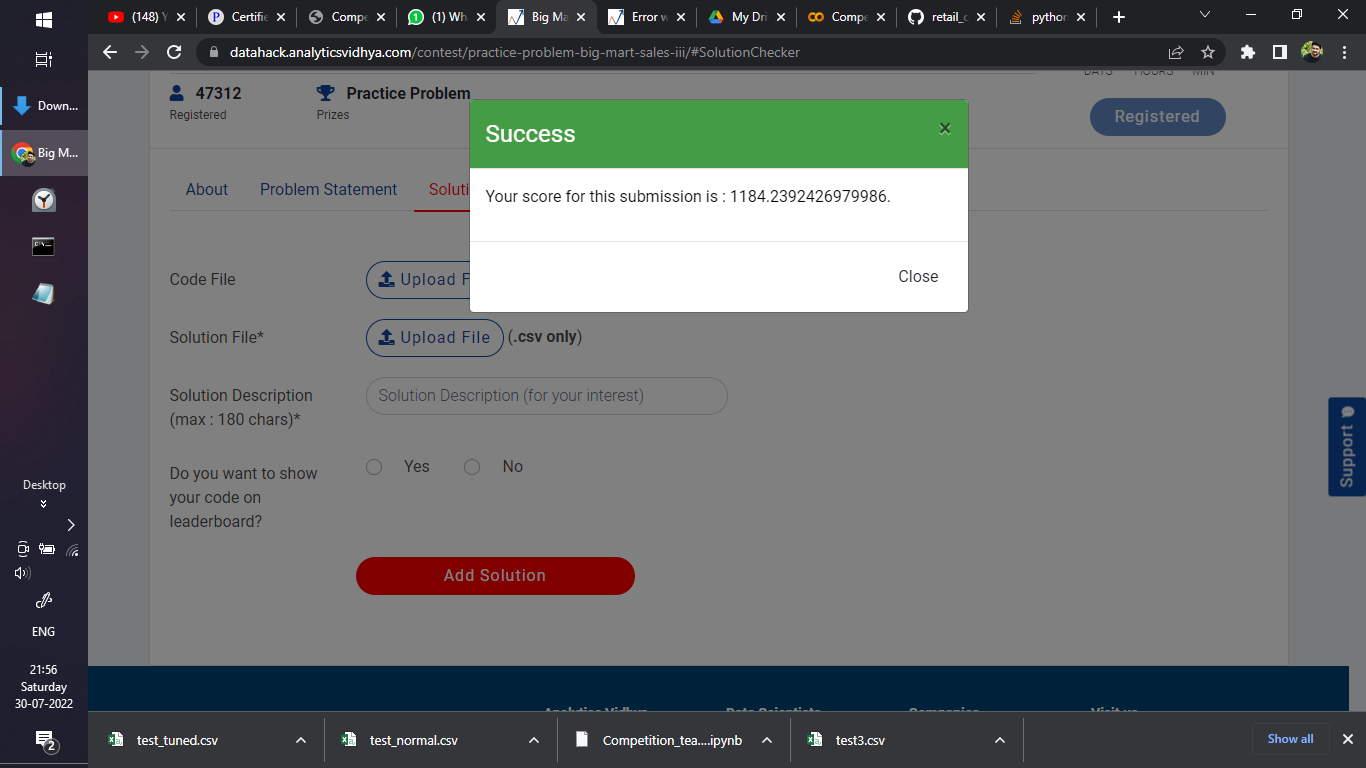 (148) Y
Certifi
Compe
(1) Wh
Big Ma
Error w
My Dri
Compe
retail_c
python
datahack.analyticsvidhya.com/contest/practice-problem-big-mart-sales-iii/#SolutionChecker
Down...
Big M...
DAYS HOURS MIN
47312
Registered
Practice Problem
Prizes
Registered
Success
×
Your score for this submission is : 1184.2392426979986.
Close
About
Problem Statement
Soluti
Code File
Upload F
Solution File*
Upload File
(.csv only)
Solution Description
(max : 180 chars)*
Solution Description (for your interest)
Do you want to show
your code on
leaderboard?
Yes
No
Add Solution
Support
Desktop
ENG
21:56
Saturday
30-07-2022
2
Analytics Vidhya
Data Scientists
Companies
Visit us
test_tuned.csv
test_normal.csv
Competition_tea....ipynb
test3.csv
Show all